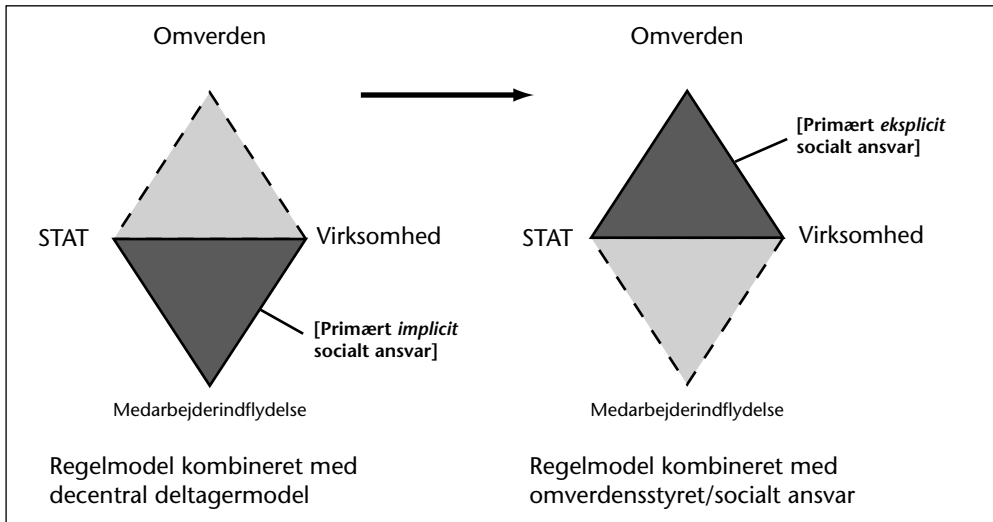 Omverden
[Primært implicit
socialt ansvar]
STAT
Virksomhed
Medarbejderindflydelse
Regelmodel kombineret med
decentral deltagermodel
Omverden
[Primært eksplicit
socialt ansvar]
STAT
Virksomhed
Medarbejderindflydelse
Regelmodel kombineret med
omverdensstyret/socialt ansvar